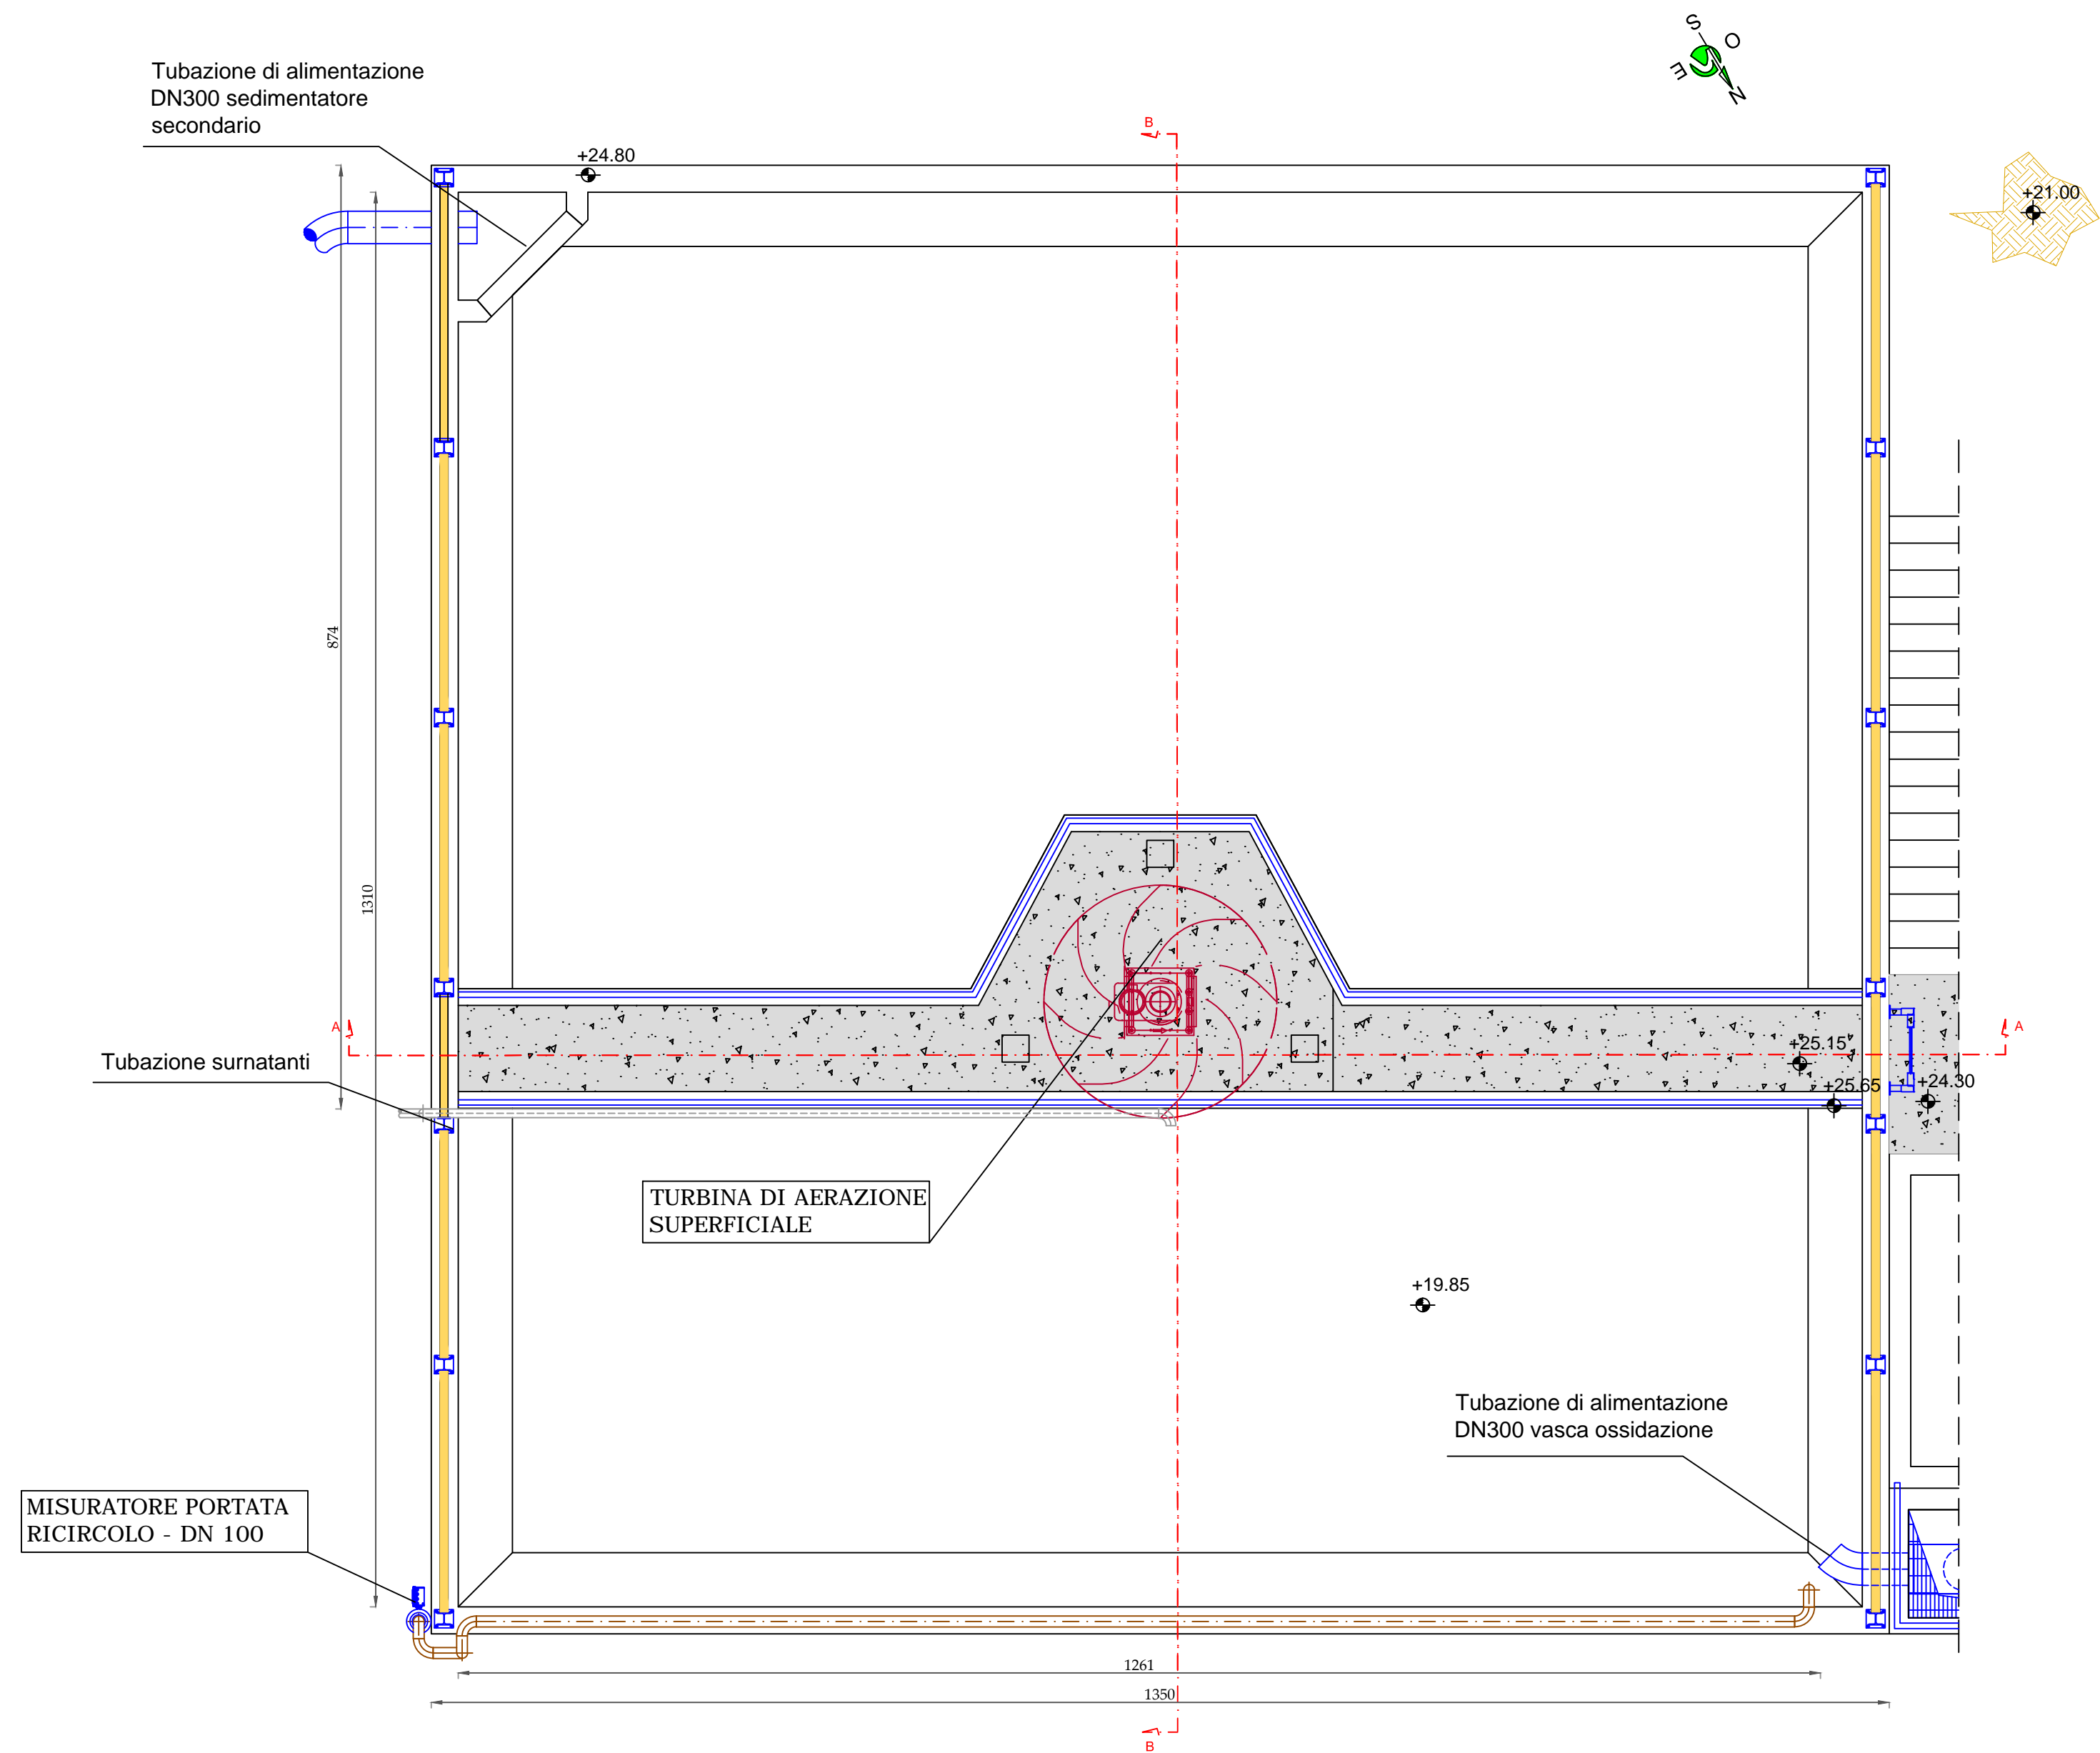 S
O
E
N
Tubazione di alimentazione
DN300 sedimentatore
secondario
B
+24.80
+21.00
874
1310
A
A
+25.15
+25.65
+24.30
Tubazione surnatanti
TURBINA DI AERAZIONE
SUPERFICIALE
+19.85
Tubazione di alimentazione
DN300 vasca ossidazione
MISURATORE PORTATA
RICIRCOLO - DN 100
1261
1350
B